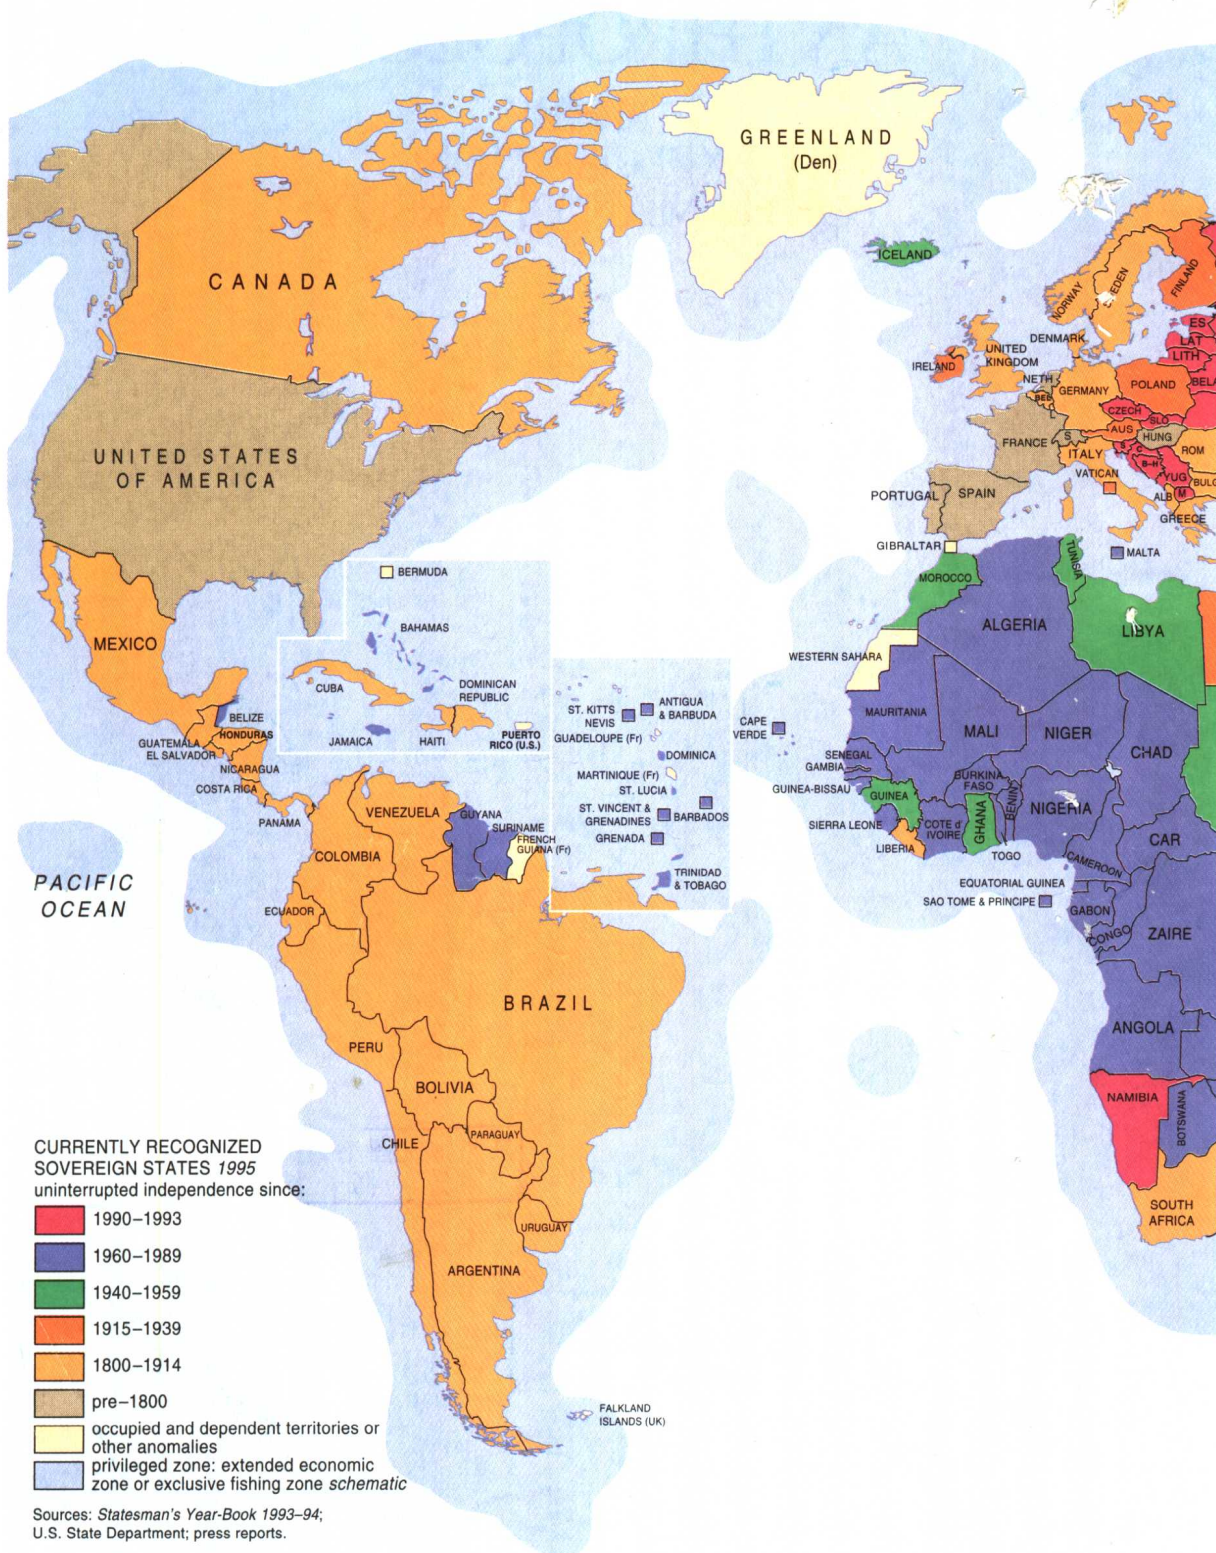 GREENLAND
(Den)
ICELAND
CANADA
NORWAY
SWEDEN
FINLAND
ES
LAT
LITH
BELA
DENMARK
UNITED
KINGDOM
IRELAND
NETH
BEL
GERMANY
POLAND
CZECH
SLO
AUS
HUNG
ROM
FRANCE
S
ITALY
S
C
B-H
YUG
BULG
VATICAN
ALB
M
GREECE
PORTUGAL
SPAIN
GIBRALTAR
MALTA
UNITED STATES
OF AMERICA
MEXICO
BERMUDA
BAHAMAS
CUBA
DOMINICAN
REPUBLIC
JAMAICA
HAITI
PUERTO
RICO (U.S.)
BELIZE
HONDURAS
GUATEMALA
EL SALVADOR
NICARAGUA
COSTA RICA
PANAMA
ST. KITTS
NEVIS
ANTIGUA
& BARBUDA
GUADELOUPE (Fr)
DOMINICA
MARTINIQUE (Fr)
ST. LUCIA
ST. VINCENT &
GRENADINES
BARBADOS
GRENADA
TRINIDAD
& TOBAGO
MOROCCO
TUNISIA
ALGERIA
LIBYA
WESTERN SAHARA
MAURITANIA
MALI
NIGER
CHAD
CAPE
VERDE
SENEGAL
GAMBIA
GUINEA-BISSAU
GUINEA
SIERRA LEONE
LIBERIA
COTE d'
IVOIRE
BURKINA
FASO
GHANA
TOGO
BENIN
NIGERIA
CAR
CAMEROON
EQUATORIAL GUINEA
SAO TOME & PRINCIPE
GABON
CONGO
ZAIRE
ANGOLA
NAMIBIA
BOTSWANA
SOUTH
AFRICA
VENEZUELA
GUYANA
SURINAME
FRENCH
GUIANA (Fr)
COLOMBIA
ECUADOR
PERU
BRAZIL
BOLIVIA
PARAGUAY
CHILE
URUGUAY
ARGENTINA
FALKLAND
ISLANDS (UK)
PACIFIC
OCEAN
CURRENTLY RECOGNIZED
SOVEREIGN STATES 1995
uninterrupted independence since:
1990–1993
1960–1989
1940–1959
1915–1939
1800–1914
pre–1800
occupied and dependent territories or
other anomalies
privileged zone: extended economic
zone or exclusive fishing zone schematic
Sources: Statesman's Year-Book 1993–94;
U.S. State Department; press reports.